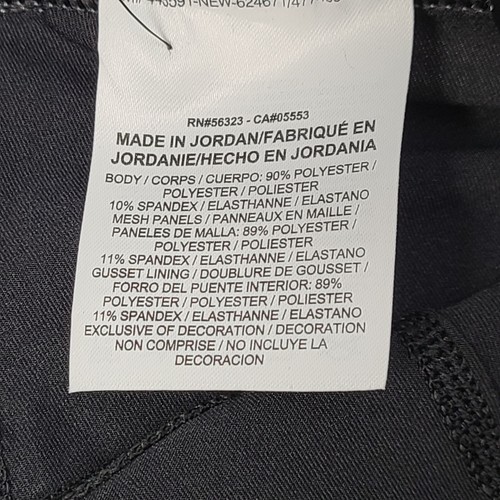 RN#56323 - CA#05553
MADE IN JORDAN/FABRIQUÉ EN
JORDANIE/HECHO EN JORDANIA
BODY / CORPS / CUERPO: 90% POLYESTER /
POLYESTER / POLIESTER
10% SPANDEX / ELASTHANNE / ELASTANO
MESH PANELS / PANNEAUX EN MAILLE /
PANELES DE MALLA: 89% POLYESTER /
POLYESTER / POLIESTER
11% SPANDEX / ELASTHANNE / ELASTANO
GUSSET LINING / DOUBLURE DE GOUSSET /
FORRO DEL PUENTE INTERIOR: 89%
POLYESTER / POLYESTER / POLIESTER
11% SPANDEX / ELASTHANNE / ELASTANO
EXCLUSIVE OF DECORATION / DECORATION
NON COMPRISE / NO INCLUYE LA
DECORACION